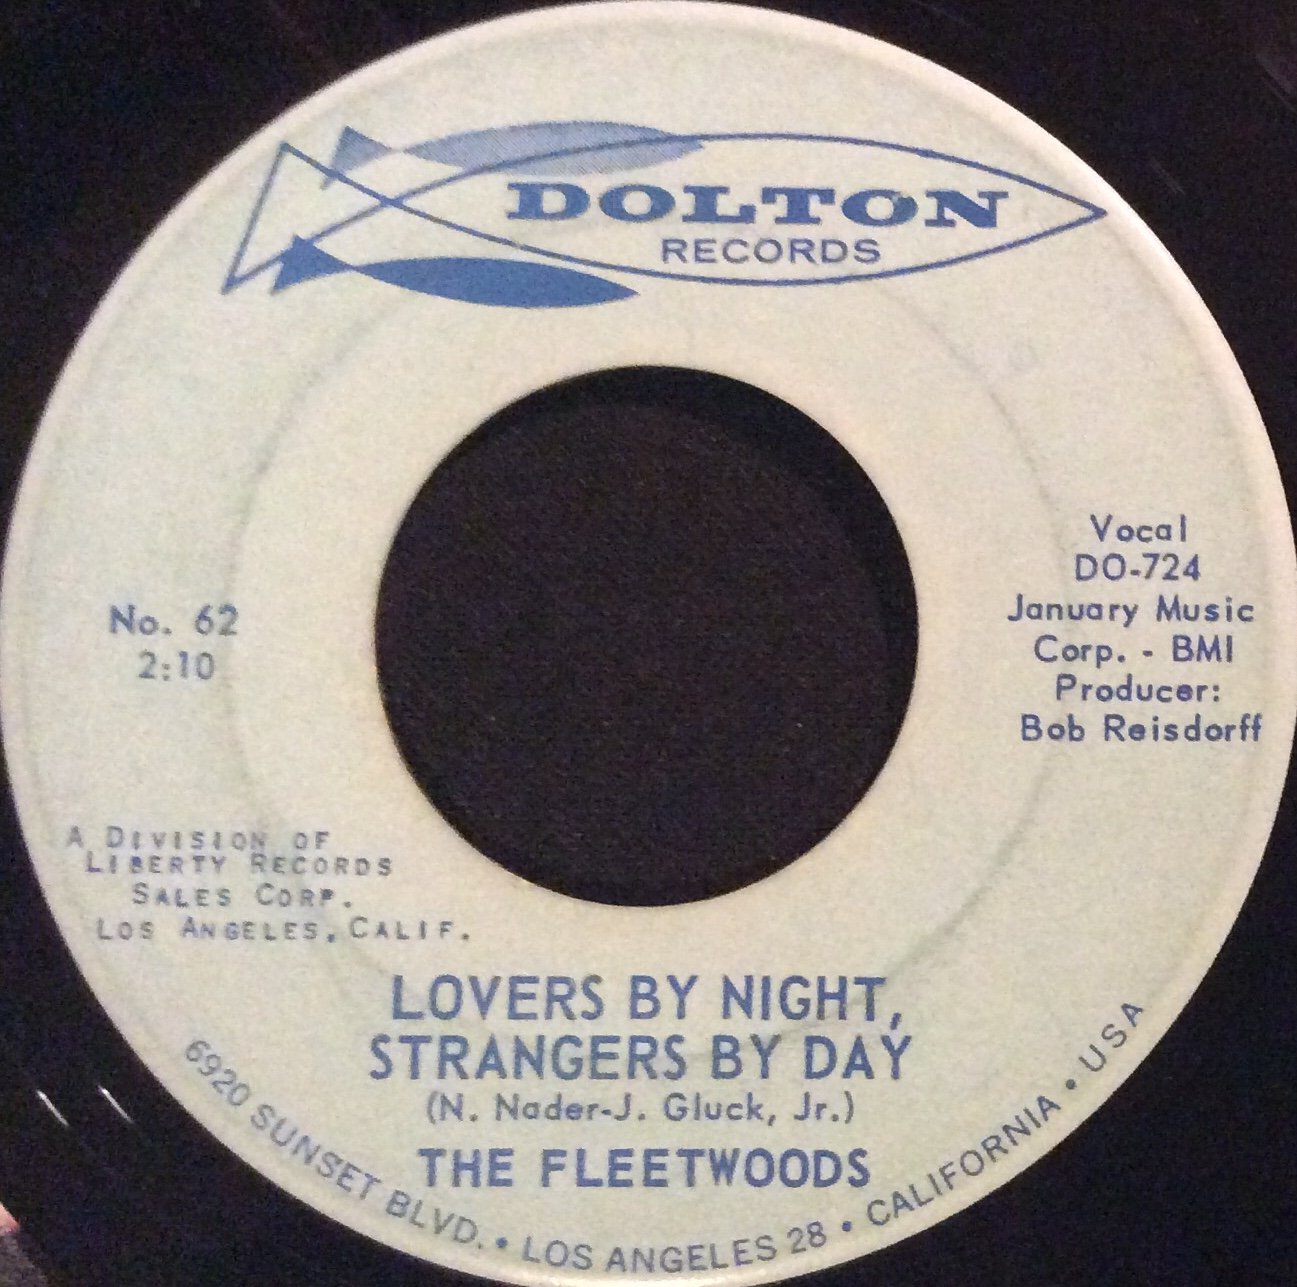 DOLTON
RECORDS
Vocal
DO-724
January Music
Corp. - BMI
Producer:
Bob Reisdorff
No. 62
2:10
A DIVISION OF
LIBERTY RECORDS
SALES CORP.
LOS ANGELES, CALIF.
LOVERS BY NIGHT,
STRANGERS BY DAY
(N. Nader-J. Gluck, Jr.)
THE FLEETWOODS
6920 SUNSET BLVD. • LOS ANGELES 28 • CALIFORNIA • USA